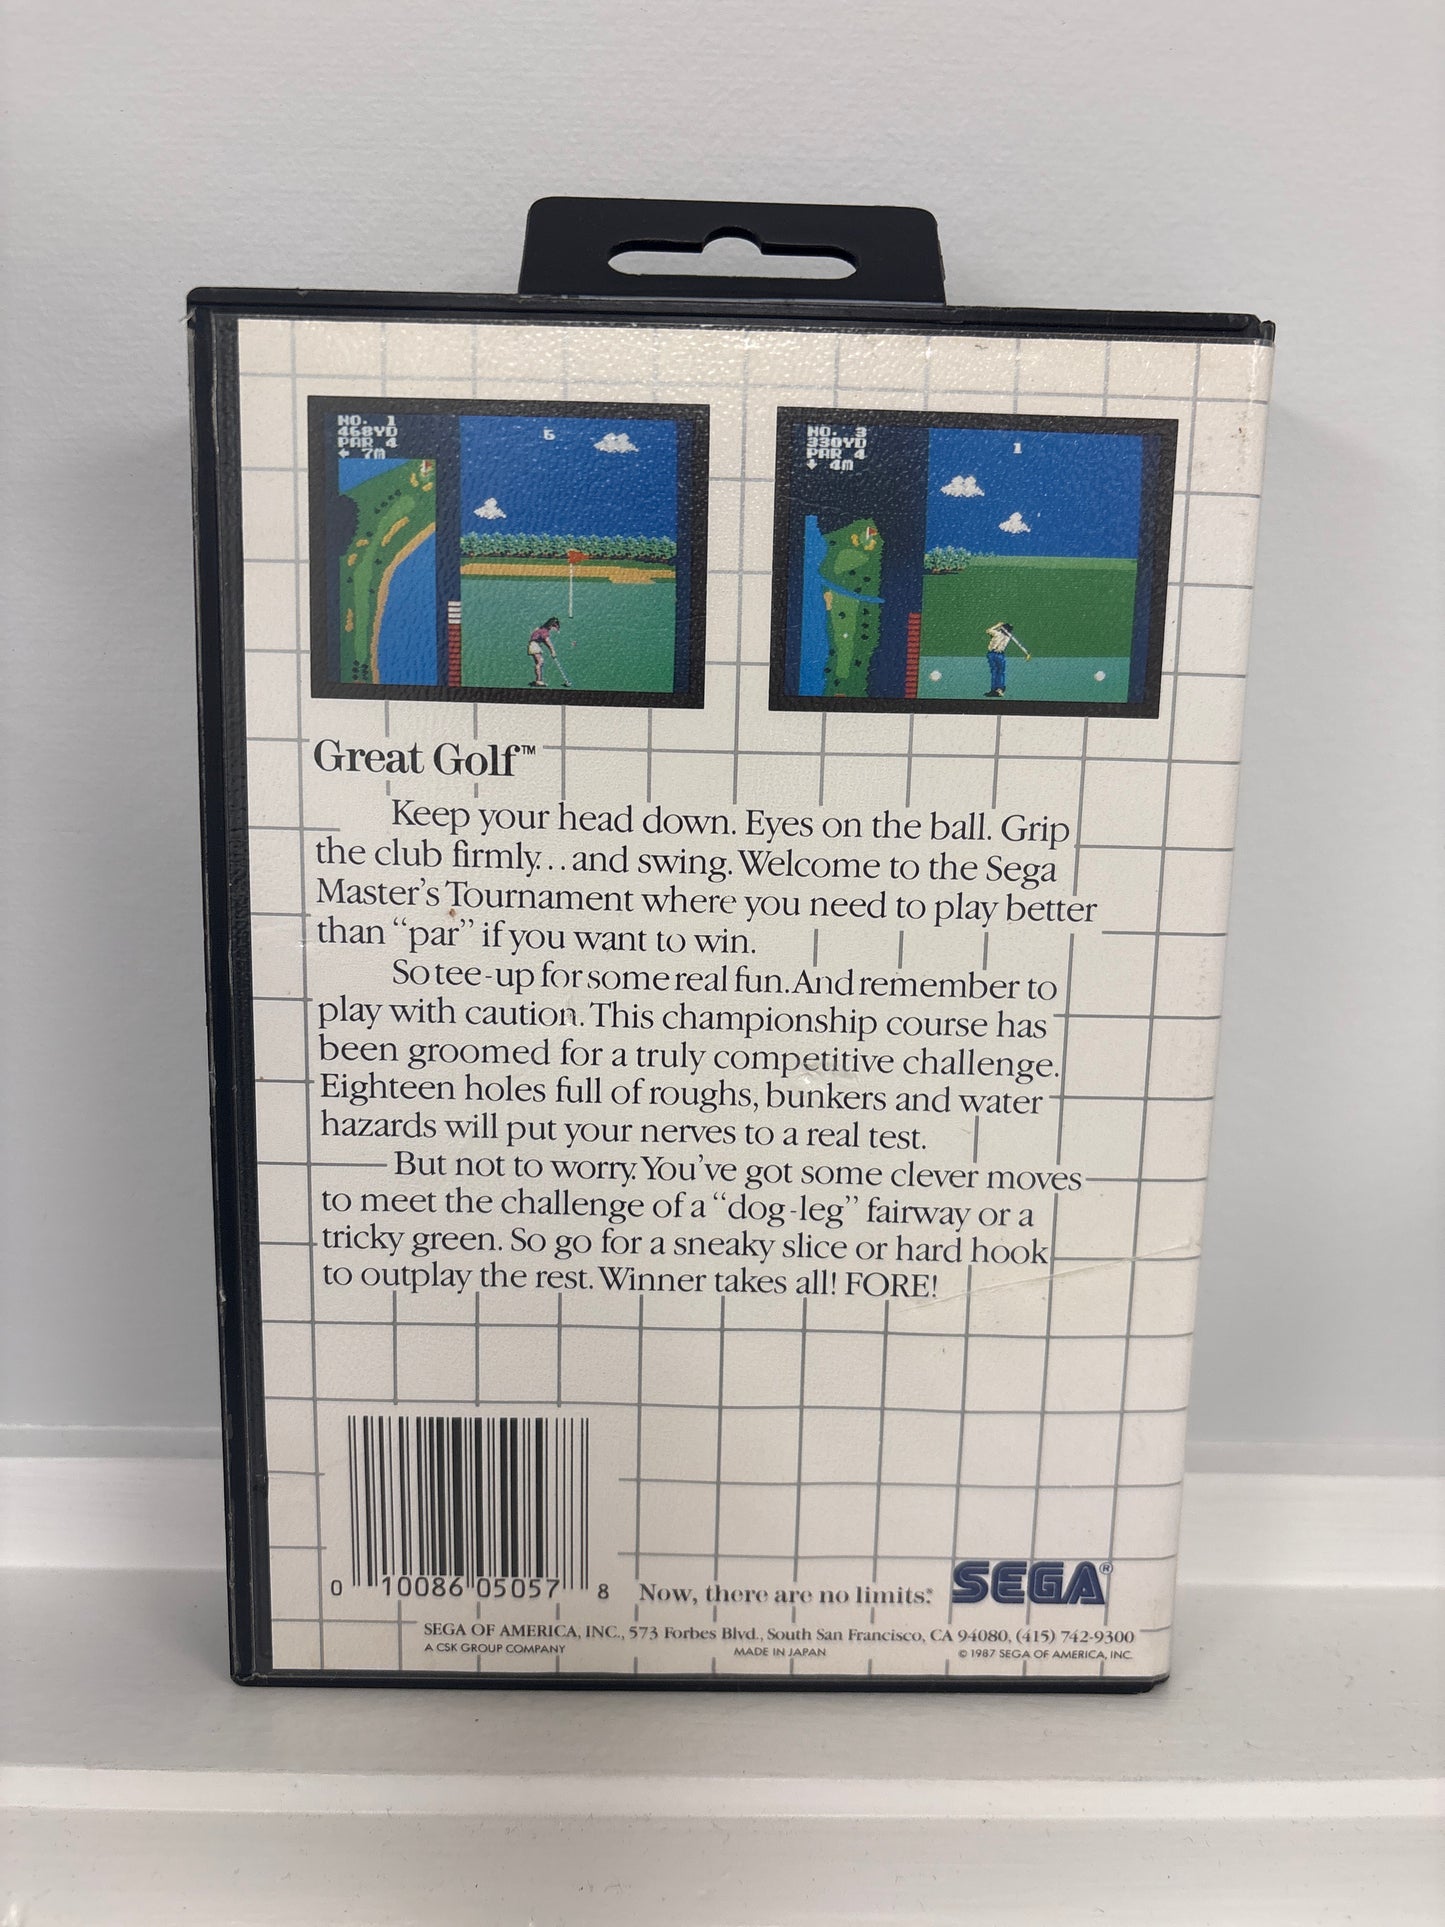 NO. 1
468YD
PAR 4
← 7M
5
NO. 3
330YD
PAR 4
↓ 4M
1
Great Golf™
Keep your head down. Eyes on the ball. Grip
the club firmly...and swing. Welcome to the Sega
Master's Tournament where you need to play better
than "par" if you want to win.
So tee-up for some real fun. And remember to
play with caution. This championship course has
been groomed for a truly competitive challenge.
Eighteen holes full of roughs, bunkers and water
hazards will put your nerves to a real test.
But not to worry. You've got some clever moves
to meet the challenge of a "dog-leg" fairway or a
tricky green. So go for a sneaky slice or hard hook
to outplay the rest. Winner takes all! FORE!
0 10086 05057 8
Now, there are no limits.®
SEGA®
SEGA OF AMERICA, INC., 573 Forbes Blvd., South San Francisco, CA 94080, (415) 742-9300
A CSK GROUP COMPANY
MADE IN JAPAN
© 1987 SEGA OF AMERICA, INC.